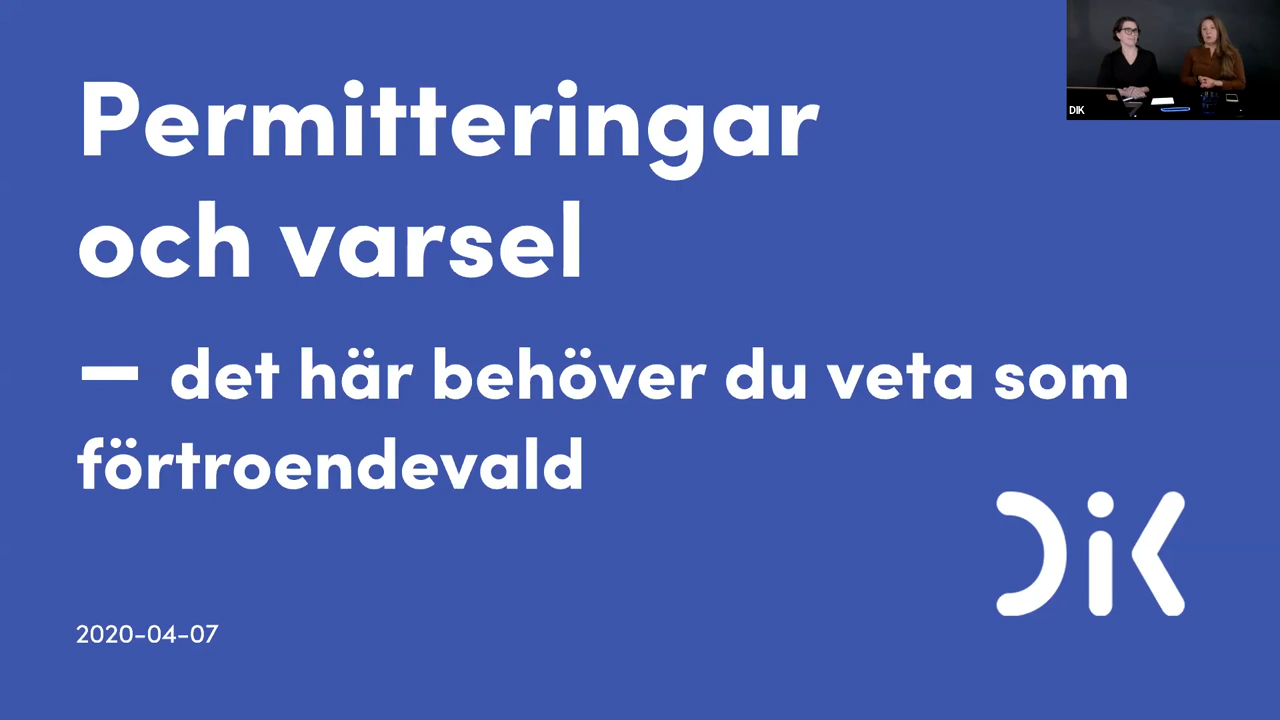 Permitteringar
och varsel
– det här behöver du veta som
förtroendevald
2020-04-07
DiK
DIK